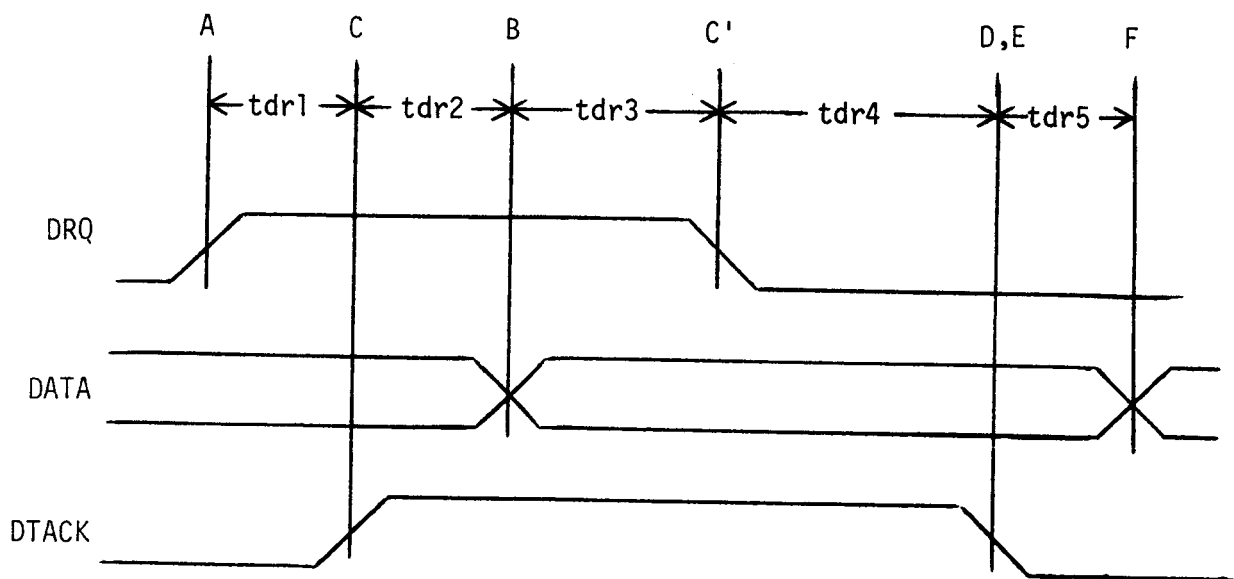 A C B C' D,E F
tdr1 tdr2 tdr3 tdr4 tdr5
DRQ
DATA
DTACK